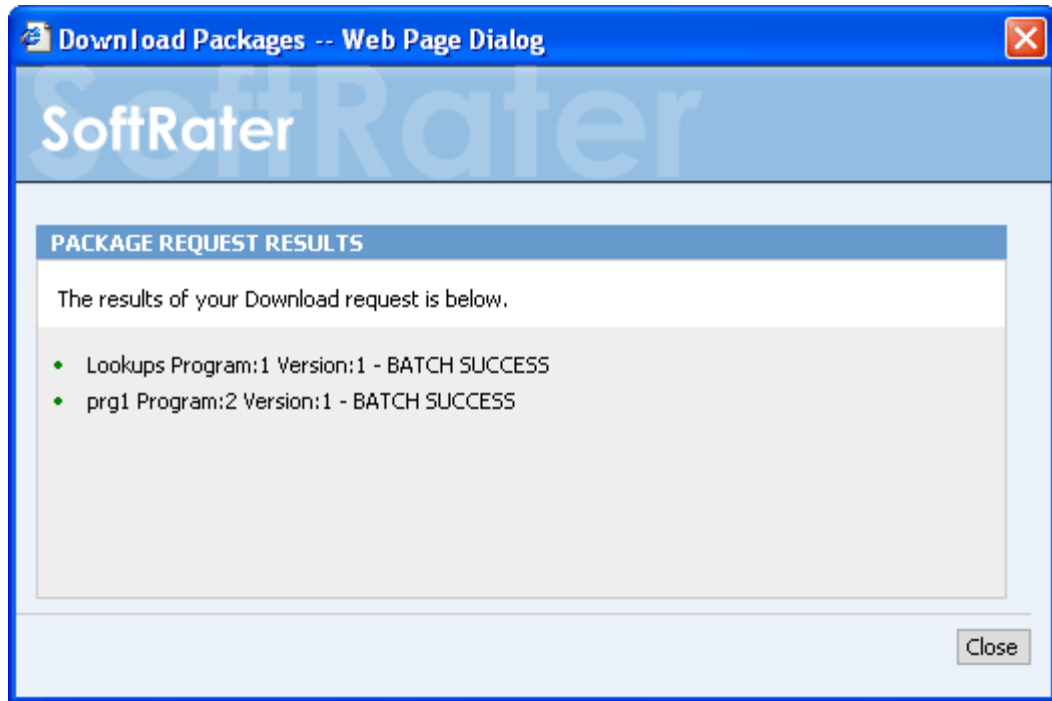 Download Packages -- Web Page Dialog
SoftRater
SoftRater
PACKAGE REQUEST RESULTS
The results of your Download request is below.
Lookups Program:1 Version:1 - BATCH SUCCESS
prg1 Program:2 Version:1 - BATCH SUCCESS
Close